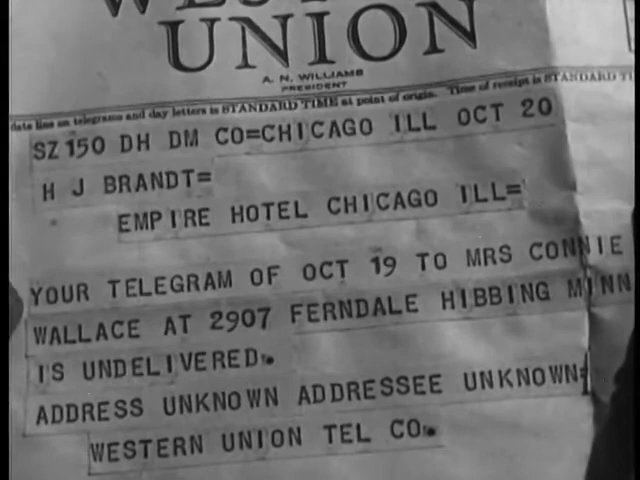 UNION
A. N. WILLIAMS
PRESIDENT
date line on telegrams and day letters is STANDARD TIME at point of origin. Time of receipt is STANDARD
SZ150 DH DM CO=CHICAGO ILL OCT 20
H J BRANDT=
EMPIRE HOTEL CHICAGO ILL=
YOUR TELEGRAM OF OCT 19 TO MRS CONNIE
WALLACE AT 2907 FERNDALE HIBBING MINN
IS UNDELIVERED.
ADDRESS UNKNOWN ADDRESSEE UNKNOWN=
WESTERN UNION TEL CO.